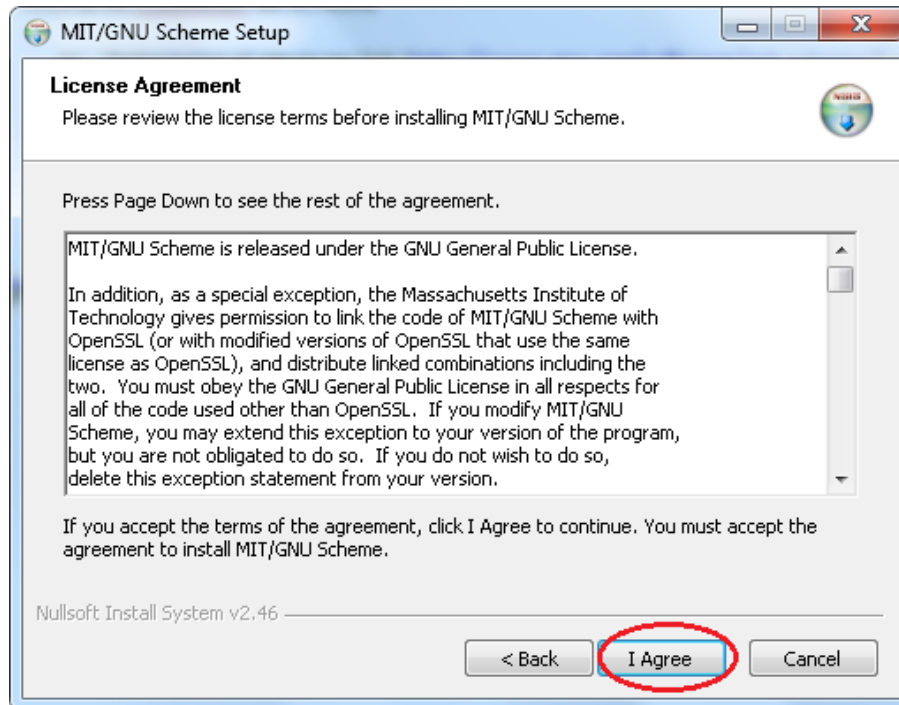 MIT/GNU Scheme Setup
License Agreement
Please review the license terms before installing MIT/GNU Scheme.
Press Page Down to see the rest of the agreement.
MIT/GNU Scheme is released under the GNU General Public License.
In addition, as a special exception, the Massachusetts Institute of
Technology gives permission to link the code of MIT/GNU Scheme with
OpenSSL (or with modified versions of OpenSSL that use the same
license as OpenSSL), and distribute linked combinations including the
two.  You must obey the GNU General Public License in all respects for
all of the code used other than OpenSSL.  If you modify MIT/GNU
Scheme, you may extend this exception to your version of the program,
but you are not obligated to do so.  If you do not wish to do so,
delete this exception statement from your version.
If you accept the terms of the agreement, click I Agree to continue. You must accept the
agreement to install MIT/GNU Scheme.
Nullsoft Install System v2.46
< Back I Agree Cancel